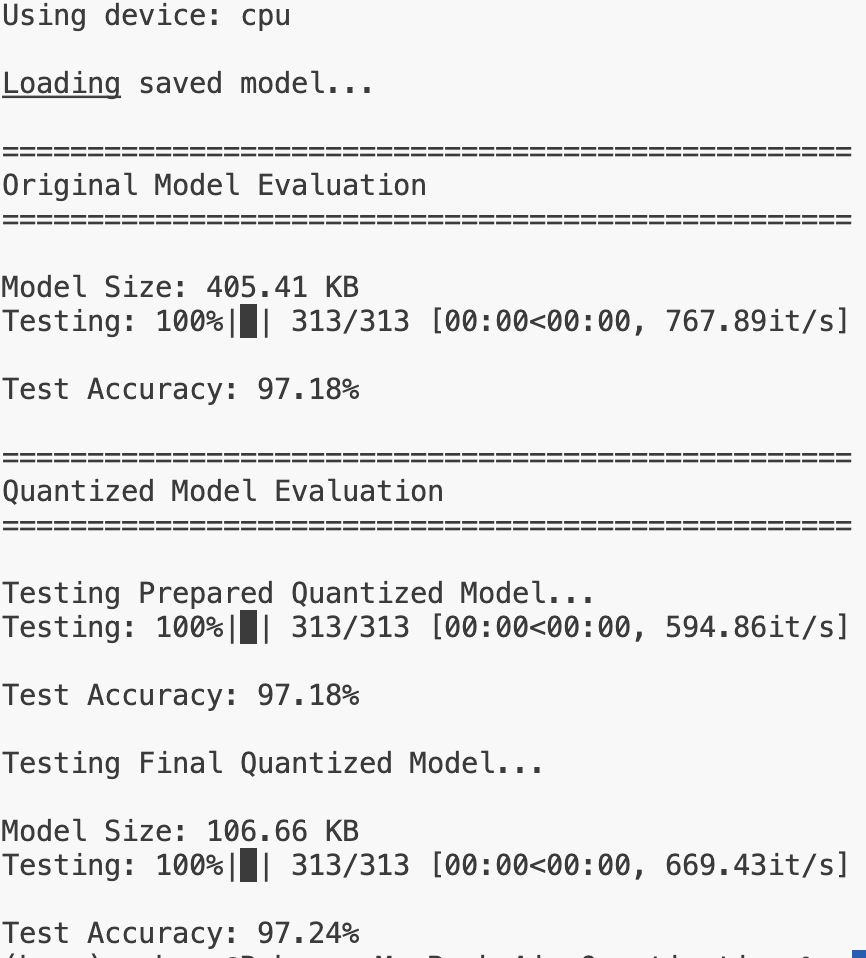 Using device: cpu
Loading saved model...
==================================================
Original Model Evaluation
==================================================
Model Size: 405.41 KB
Testing: 100%|█| 313/313 [00:00<00:00, 767.89it/s]
Test Accuracy: 97.18%
==================================================
Quantized Model Evaluation
==================================================
Testing Prepared Quantized Model...
Testing: 100%|█| 313/313 [00:00<00:00, 594.86it/s]
Test Accuracy: 97.18%
Testing Final Quantized Model...
Model Size: 106.66 KB
Testing: 100%|█| 313/313 [00:00<00:00, 669.43it/s]
Test Accuracy: 97.24%